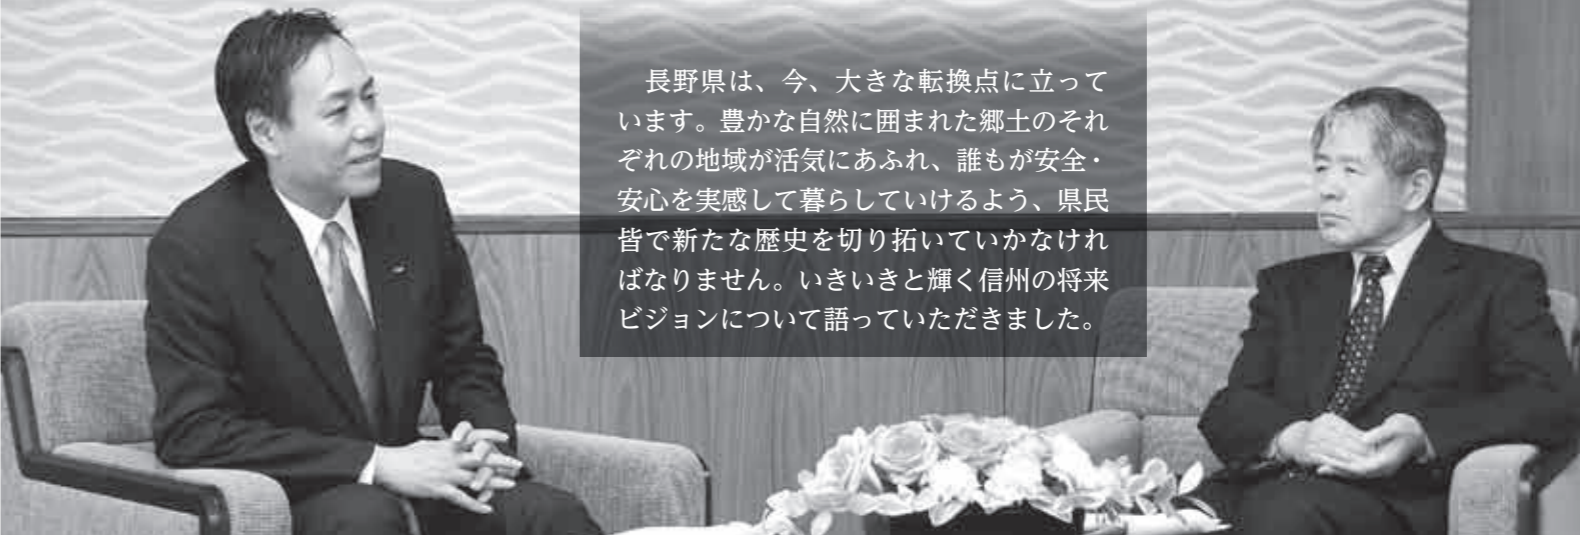 長野県は、今、大きな転換点に立って
います。豊かな自然に囲まれた郷土のそれ
ぞれの地域が活気にあふれ、誰もが安全・
安心を実感して暮らしていけるよう、県民
皆で新たな歴史を切り拓いていかなけれ
ばなりません。いきいきと輝く信州の将来
ビジョンについて語っていただきました。